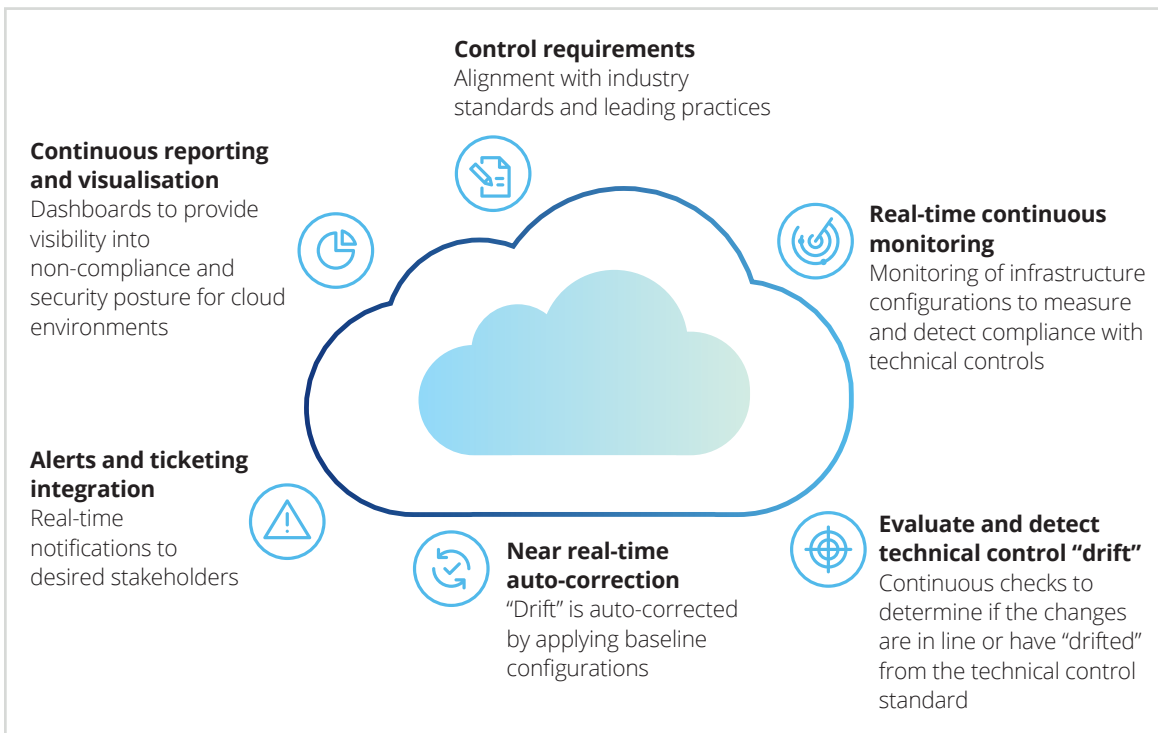 Control requirements
Alignment with industry
standards and leading practices
Real-time continuous
monitoring
Monitoring of infrastructure
configurations to measure
and detect compliance with
technical controls
Evaluate and detect
technical control “drift”
Continuous checks to
determine if the changes
are in line or have “drifted”
from the technical control
standard
Near real-time
auto-correction
“Drift” is auto-corrected
by applying baseline
configurations
Alerts and ticketing
integration
Real-time
notifications to
desired stakeholders
Continuous reporting
and visualisation
Dashboards to provide
visibility into
non-compliance and
security posture for cloud
environments